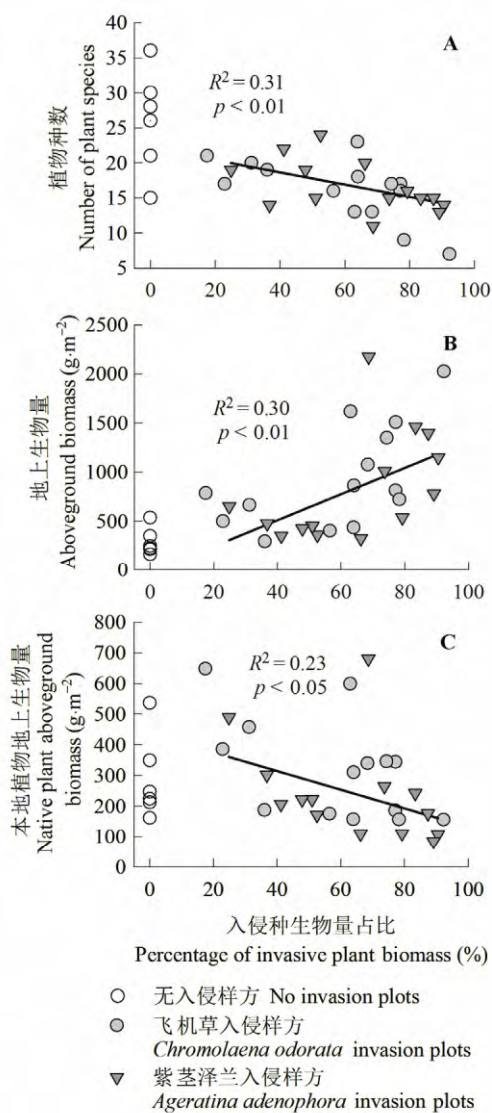 A
R² = 0.31
p < 0.01
植物种数
Number of plant species
40
35
30
25
20
15
10
5
0
20
40
60
80
100
B
R² = 0.30
p < 0.01
地上生物量
Aboveground biomass (g·m⁻²)
2500
2000
1500
1000
500
0
0
20
40
60
80
100
C
R² = 0.23
p < 0.05
本地植物地上生物量
Native plant aboveground
biomass (g·m⁻²)
800
700
600
500
400
300
200
100
0
0
20
40
60
80
100
入侵种生物量占比
Percentage of invasive plant biomass (%)
无入侵样方 No invasion plots
飞机草入侵样方
Chromolaena odorata invasion plots
紫茎泽兰入侵样方
Ageratina adenophora invasion plots